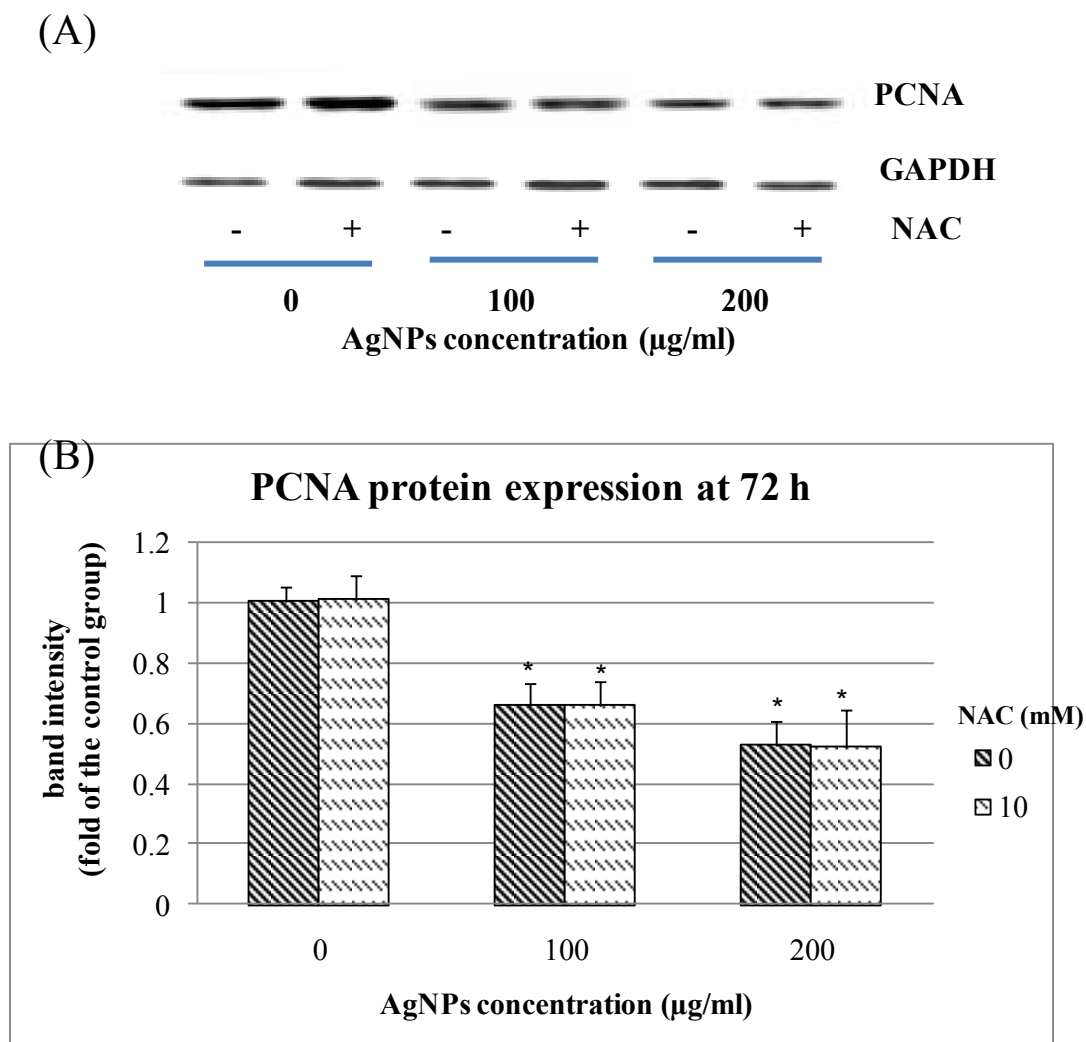 (A)
PCNA
GAPDH
- + - + - + NAC
0 100 200
AgNPs concentration (µg/ml)
(B)
PCNA protein expression at 72 h
band intensity
(fold of the control group)
1.2
1
0.8
0.6
0.4
0.2
0
* * * *
NAC (mM)
0
10
0 100 200
AgNPs concentration (µg/ml)